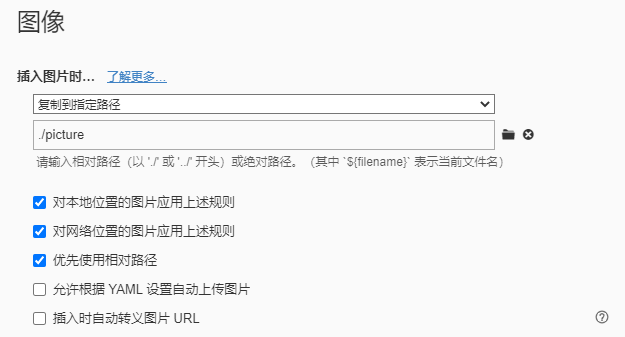 图像
插入图片时… 了解更多…
复制到指定路径
./picture
请输入相对路径（以 './' 或 '../' 开头）或绝对路径。（其中 `${filename}` 表示当前文件名）
对本地位置的图片应用上述规则
对网络位置的图片应用上述规则
优先使用相对路径
允许根据 YAML 设置自动上传图片
插入时自动转义图片 URL